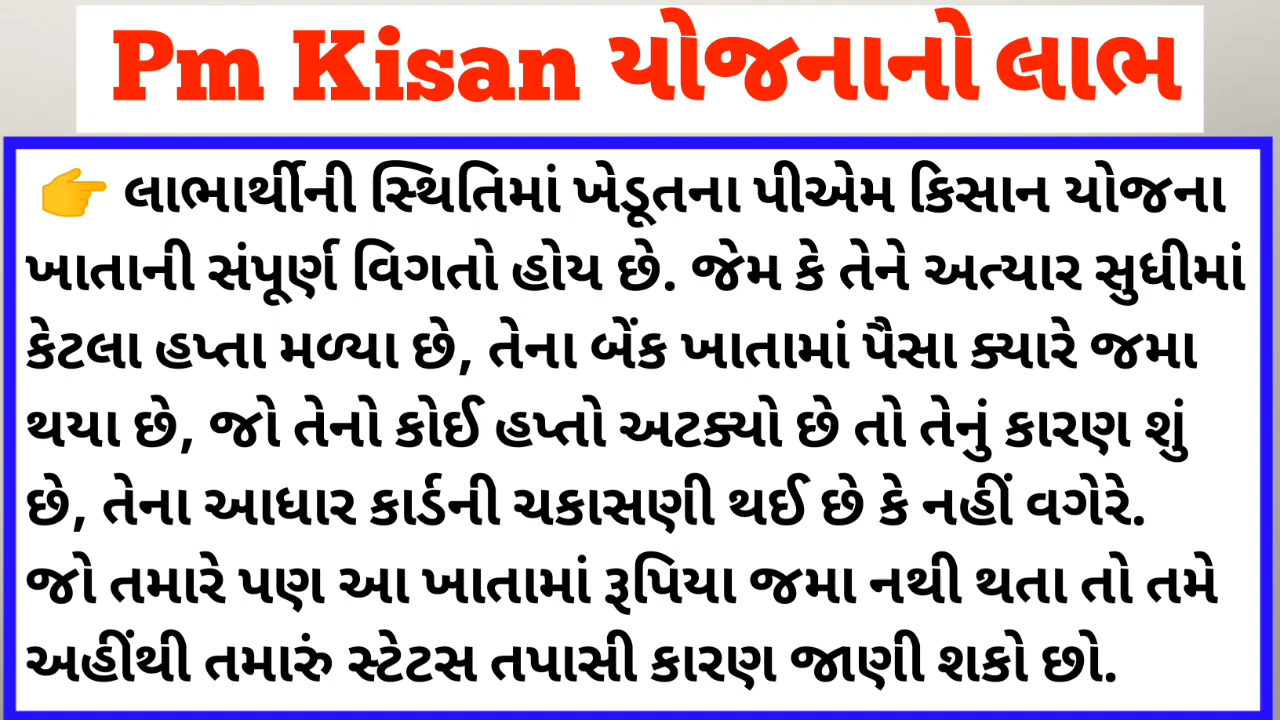 Pm Kisan યોજનાનો લાભ
👉 લાભાર્થીની સ્થિતિમાં ખેડૂતના પીએમ કિસાન યોજના
ખાતાની સંપૂર્ણ વિગતો હોય છે. જેમ કે તેને અત્યાર સુધીમાં
કેટલા હપ્તા મળ્યા છે, તેના બેંક ખાતામાં પૈસા ક્યારે જમા
થયા છે, જો તેનો કોઈ હપ્તો અટક્યો છે તો તેનું કારણ શું
છે, તેના આધાર કાર્ડની ચકાસણી થઈ છે કે નહીં વગેરે.
જો તમારે પણ આ ખાતામાં રૂપિયા જમા નથી થતા તો તમે
અહીંથી તમારું સ્ટેટસ તપાસી કારણ જાણી શકો છો.